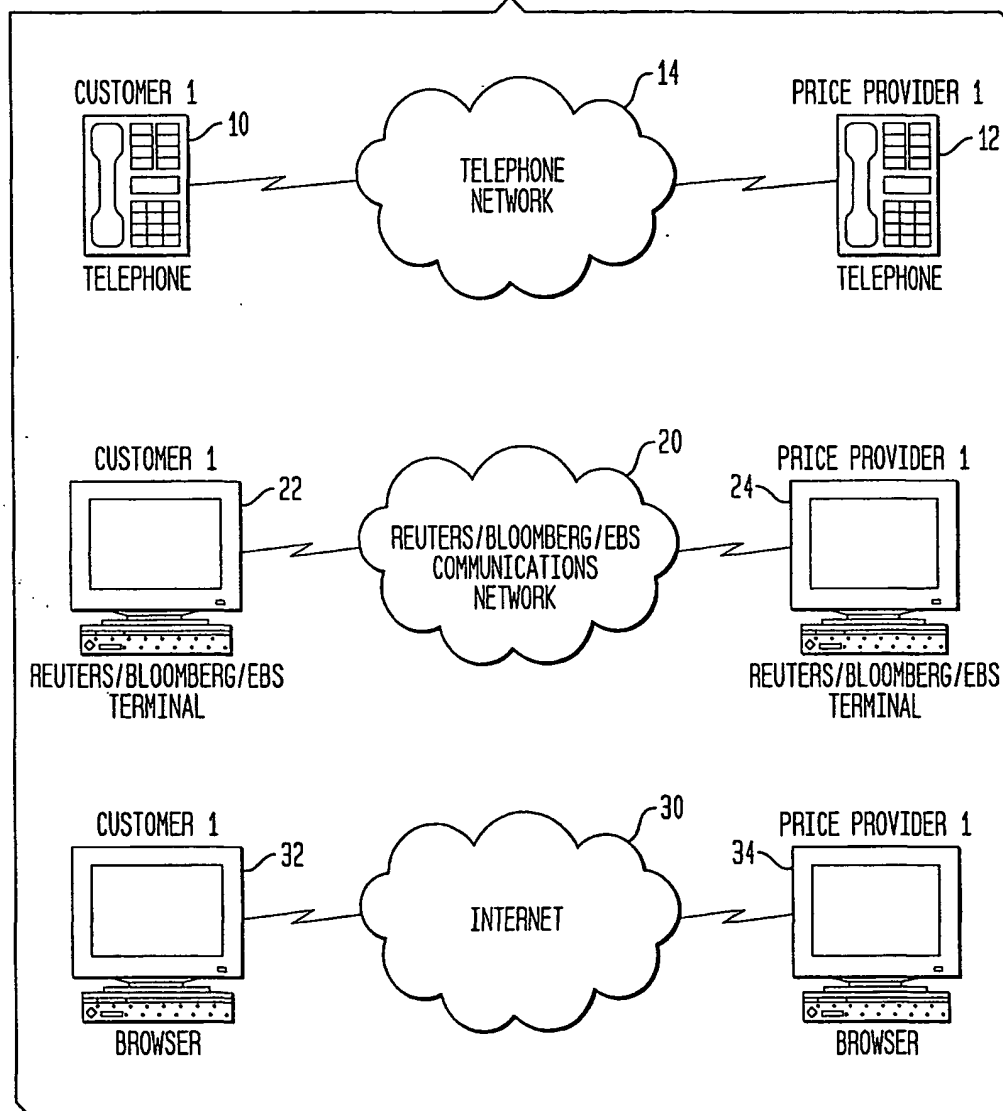 CUSTOMER 1
10
14
PRICE PROVIDER 1
12
TELEPHONE
NETWORK
TELEPHONE
TELEPHONE
CUSTOMER 1
22
20
PRICE PROVIDER 1
24
REUTERS/BLOOMBERG/EBS
COMMUNICATIONS
NETWORK
REUTERS/BLOOMBERG/EBS
TERMINAL
REUTERS/BLOOMBERG/EBS
TERMINAL
CUSTOMER 1
32
30
PRICE PROVIDER 1
34
INTERNET
BROWSER
BROWSER